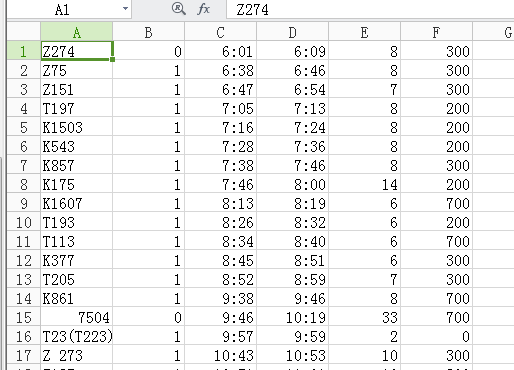 A1 fx Z274
A B C D E F G
1 Z274 0 6:01 6:09 8 300
2 Z75 1 6:38 6:46 8 300
3 Z151 1 6:47 6:54 7 300
4 T197 1 7:05 7:13 8 200
5 K1503 1 7:16 7:24 8 200
6 K543 1 7:28 7:36 8 200
7 K857 1 7:38 7:46 8 300
8 K175 1 7:46 8:00 14 200
9 K1607 1 8:13 8:19 6 700
10 T193 1 8:26 8:32 6 200
11 T113 1 8:34 8:40 6 700
12 K377 1 8:45 8:51 6 300
13 T205 1 8:52 8:59 7 300
14 K861 1 9:38 9:46 8 700
15 7504 0 9:46 10:19 33 700
16 T23(T223) 1 9:57 9:59 2 0
17 Z 273 1 10:43 10:53 10 300